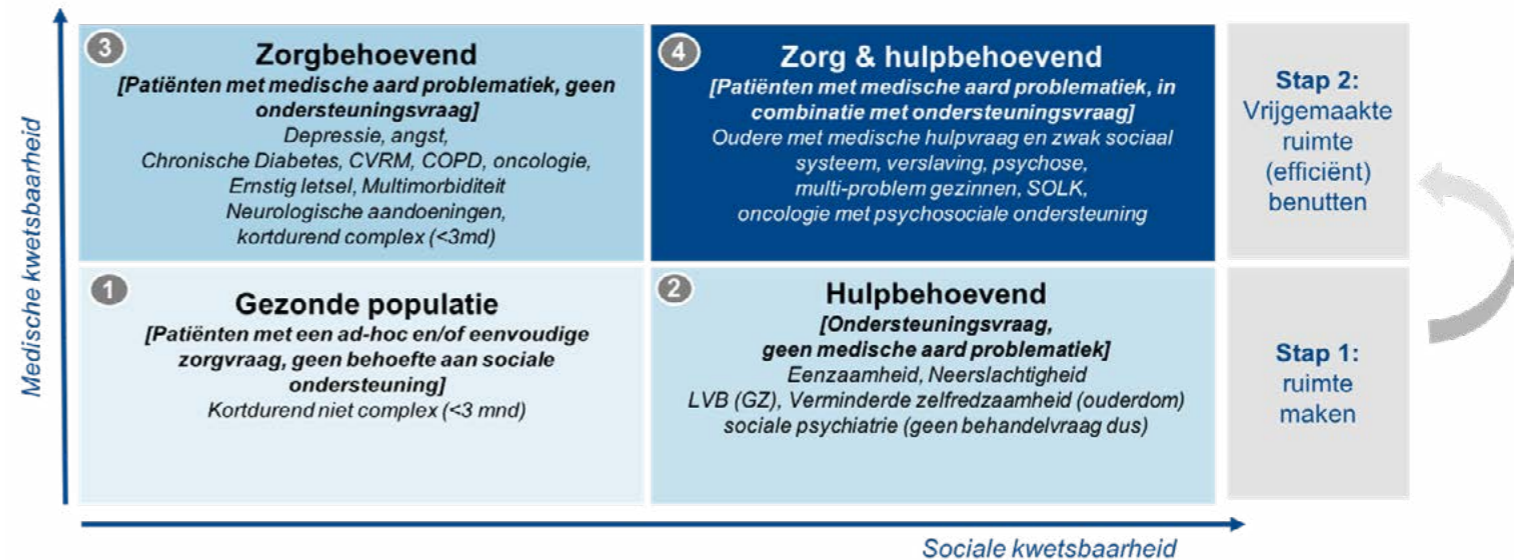 Medische kwetsbaarheid
3
Zorgbehoevend
[Patiënten met medische aard problematiek, geen
ondersteuningsvraag]
Depressie, angst,
Chronische Diabetes, CVRM, COPD, oncologie,
Ernstig letsel, Multimorbiditeit
Neurologische aandoeningen,
kortdurend complex (<3md)
4
Zorg & hulpbehoevend
[Patiënten met medische aard problematiek, in
combinatie met ondersteuningsvraag]
Oudere met medische hulpvraag en zwak sociaal
systeem, verslaving, psychose,
multi-problem gezinnen, SOLK,
oncologie met psychosociale ondersteuning
Stap 2:
Vrijgemaakte
ruimte
(efficiënt)
benutten
1
Gezonde populatie
[Patiënten met een ad-hoc en/of eenvoudige
zorgvraag, geen behoefte aan sociale
ondersteuning]
Kortdurend niet complex (<3 mnd)
2
Hulpbehoevend
[Ondersteuningsvraag,
geen medische aard problematiek]
Eenzaamheid, Neerslachtigheid
LVB (GZ), Verminderde zelfredzaamheid (ouderdom)
sociale psychiatrie (geen behandelvraag dus)
Stap 1:
ruimte
maken
Sociale kwetsbaarheid